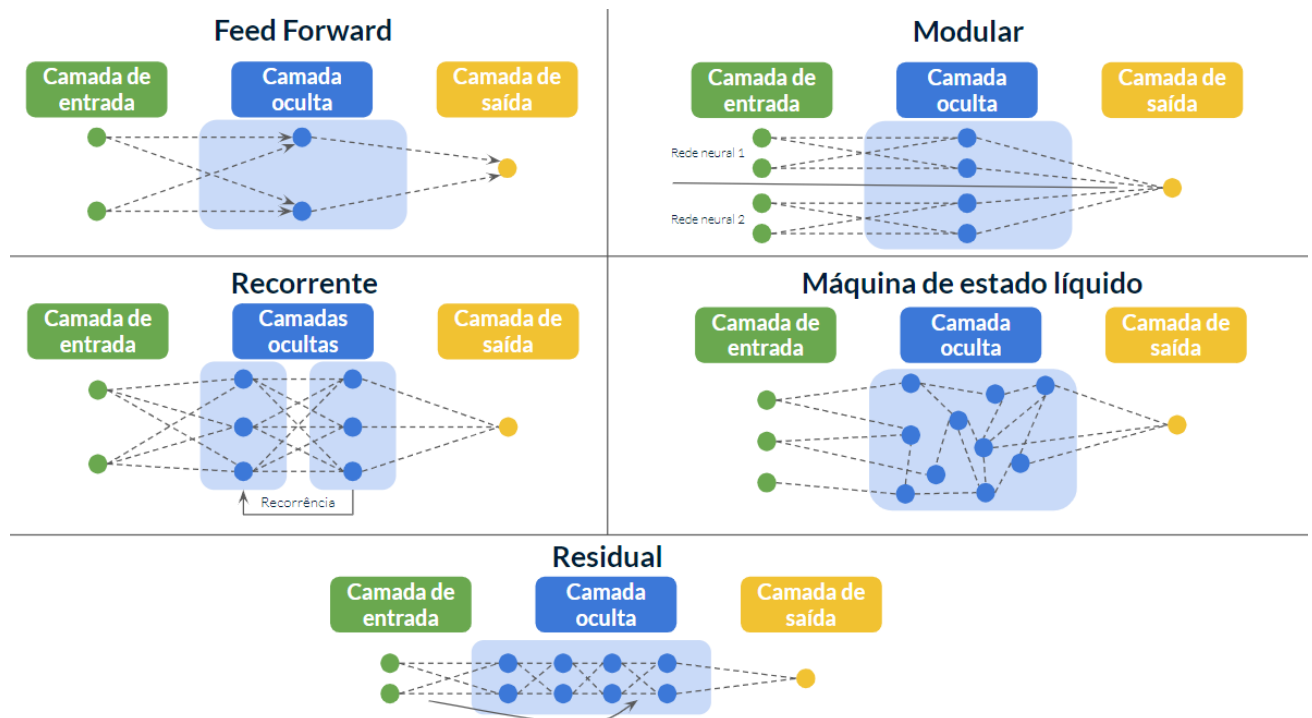 Feed Forward
Camada de
entrada
Camada
oculta
Camada de
saída
Modular
Camada de
entrada
Camada
oculta
Camada de
saída
Rede neural 1
Rede neural 2
Recorrente
Camada de
entrada
Camadas
ocultas
Camada de
saída
Recorrência
Máquina de estado líquido
Camada de
entrada
Camada
oculta
Camada de
saída
Residual
Camada de
entrada
Camada
oculta
Camada de
saída